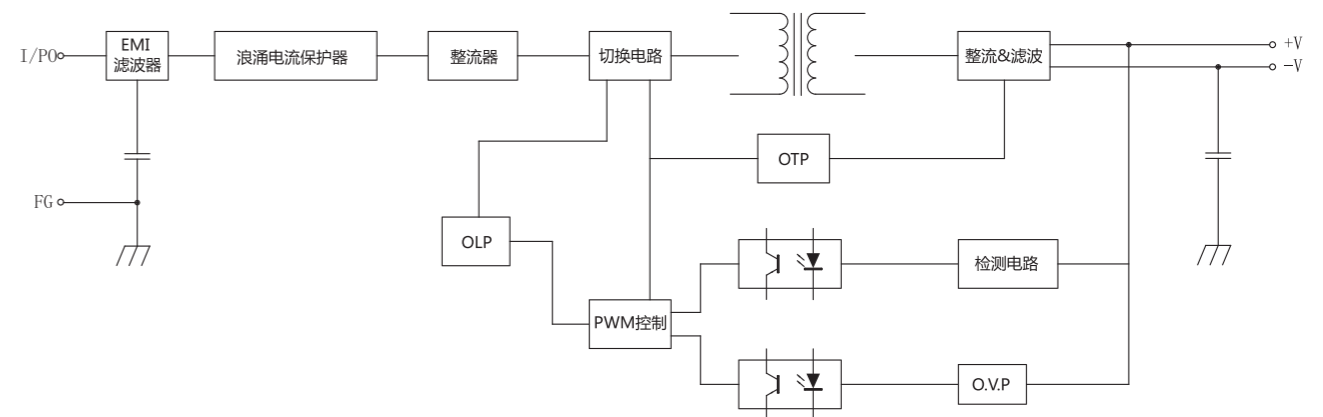 I/PO
EMI
滤波器
浪涌电流保护器
整流器
切换电路
整流&滤波
+V
-V
OTP
FG
OLP
检测电路
PWM控制
O.V.P